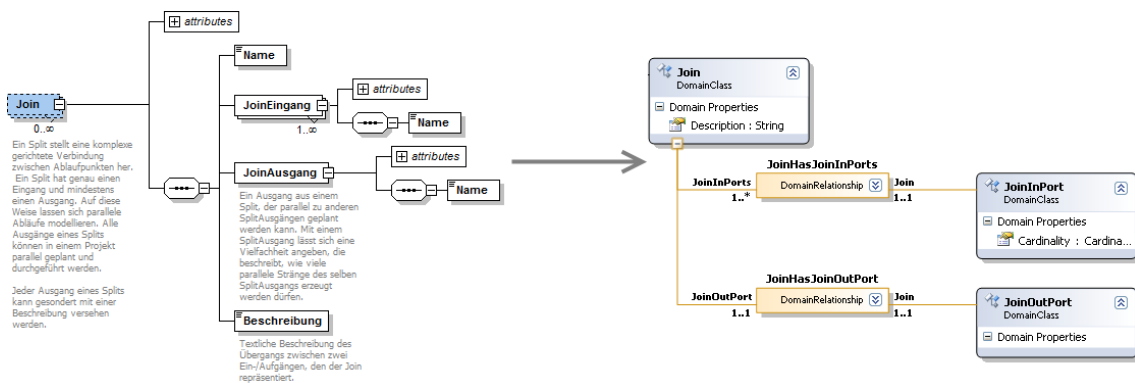 attributes
Name
Join
0..∞
Ein Split stellt eine komplexe
gerichtete Verbindung
zwischen Ablaufpunkten her.
Ein Split hat genau einen
Eingang und mindestens
einen Ausgang. Auf diese
Weise lassen sich parallele
Abläufe modellieren. Alle
Ausgänge eines Splits
können in einem Projekt
parallel geplant und
durchgeführt werden.
Jeder Ausgang eines Splits
kann gesondert mit einer
Beschreibung versehen
werden.
JoinEingang
1..∞
attributes
Name
JoinAusgang
attributes
Name
Ein Ausgang aus einem
Split, der parallel zu anderen
SplitAusgängen geplant
werden kann. Mit einem
SplitAusgang lässt sich eine
Vielfachheit angeben, die
beschreibt, wie viele
parallele Stränge des selben
SplitAusgangs erzeugt
werden dürfen.
Beschreibung
Textliche Beschreibung des
Übergangs zwischen zwei
Ein-/Aufgängen, den der Join
repräsentiert.
Join
DomainClass
Domain Properties
Description : String
JoinHasJoinInPorts
JoinInPorts
DomainRelationship
Join
1..*
1..1
JoinInPort
DomainClass
Domain Properties
Cardinality : Cardina...
JoinHasJoinOutPort
JoinOutPort
DomainRelationship
Join
1..1
1..1
JoinOutPort
DomainClass
Domain Properties